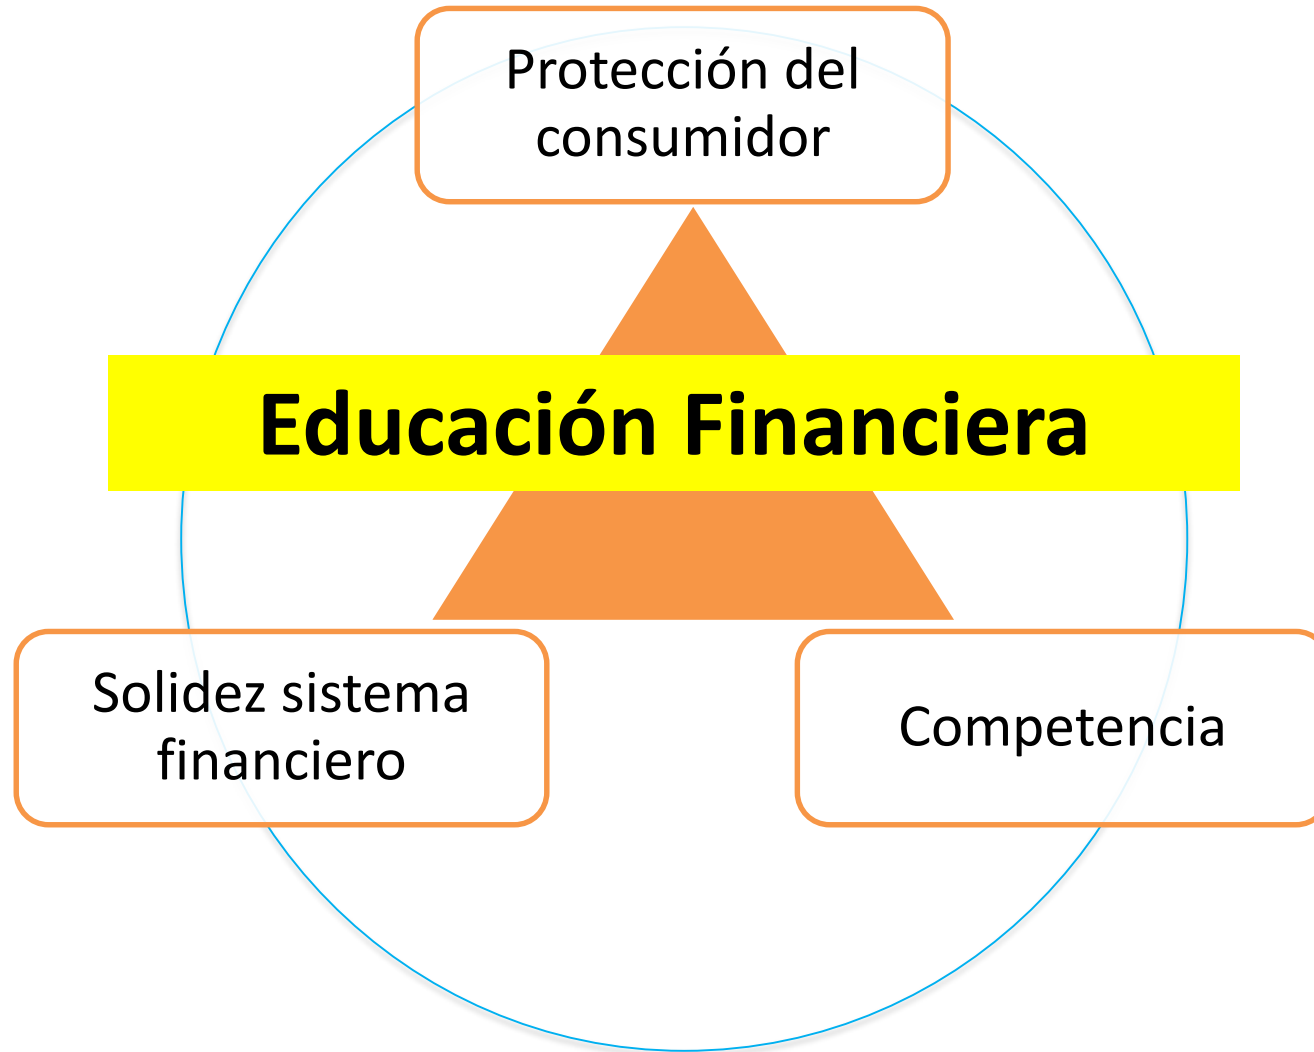 Protección del
consumidor
Educación Financiera
Solidez sistema
financiero
Competencia